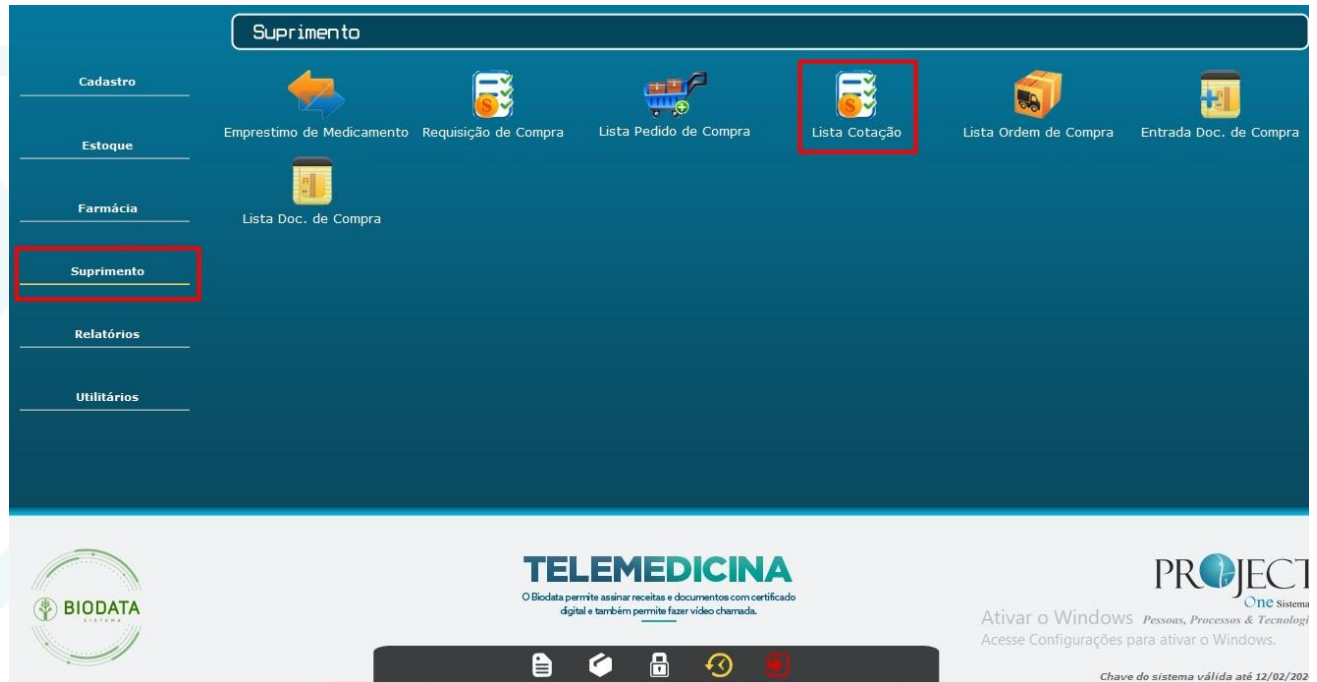 Suprimento
Cadastro
Estoque
Farmácia
Suprimento
Relatórios
Utilitários
Emprestimo de Medicamento
Requisição de Compra
Lista Pedido de Compra
Lista Cotação
Lista Ordem de Compra
Entrada Doc. de Compra
Lista Doc. de Compra
BIODATA
SISTEMA
TELEMEDICINA
O Biodata permite assinar receitas e documentos com certificado
digital e também permite fazer vídeo chamada.
PROJECT
One Sistema
Pessoas, Processos & Tecnologi
Ativar o Windows
Acesse Configurações para ativar o Windows.
Chave do sistema válida até 12/02/202